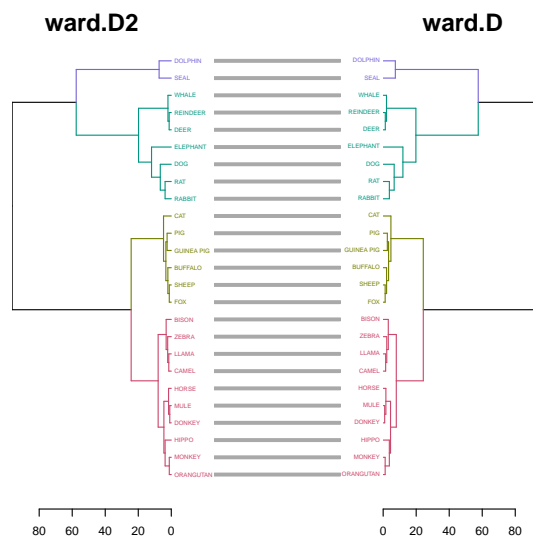 ward.D2 ward.D
DOLPHIN DOLPHIN
SEAL SEAL
WHALE WHALE
REINDEER REINDEER
DEER DEER
ELEPHANT ELEPHANT
DOG DOG
RAT RAT
RABBIT RABBIT
CAT CAT
PIG PIG
GUINEA PIG GUINEA PIG
BUFFALO BUFFALO
SHEEP SHEEP
FOX FOX
BISON BISON
ZEBRA ZEBRA
LLAMA LLAMA
CAMEL CAMEL
HORSE HORSE
MULE MULE
DONKEY DONKEY
HIPPO HIPPO
MONKEY MONKEY
ORANGUTAN ORANGUTAN
80 60 40 20 0 0 20 40 60 80